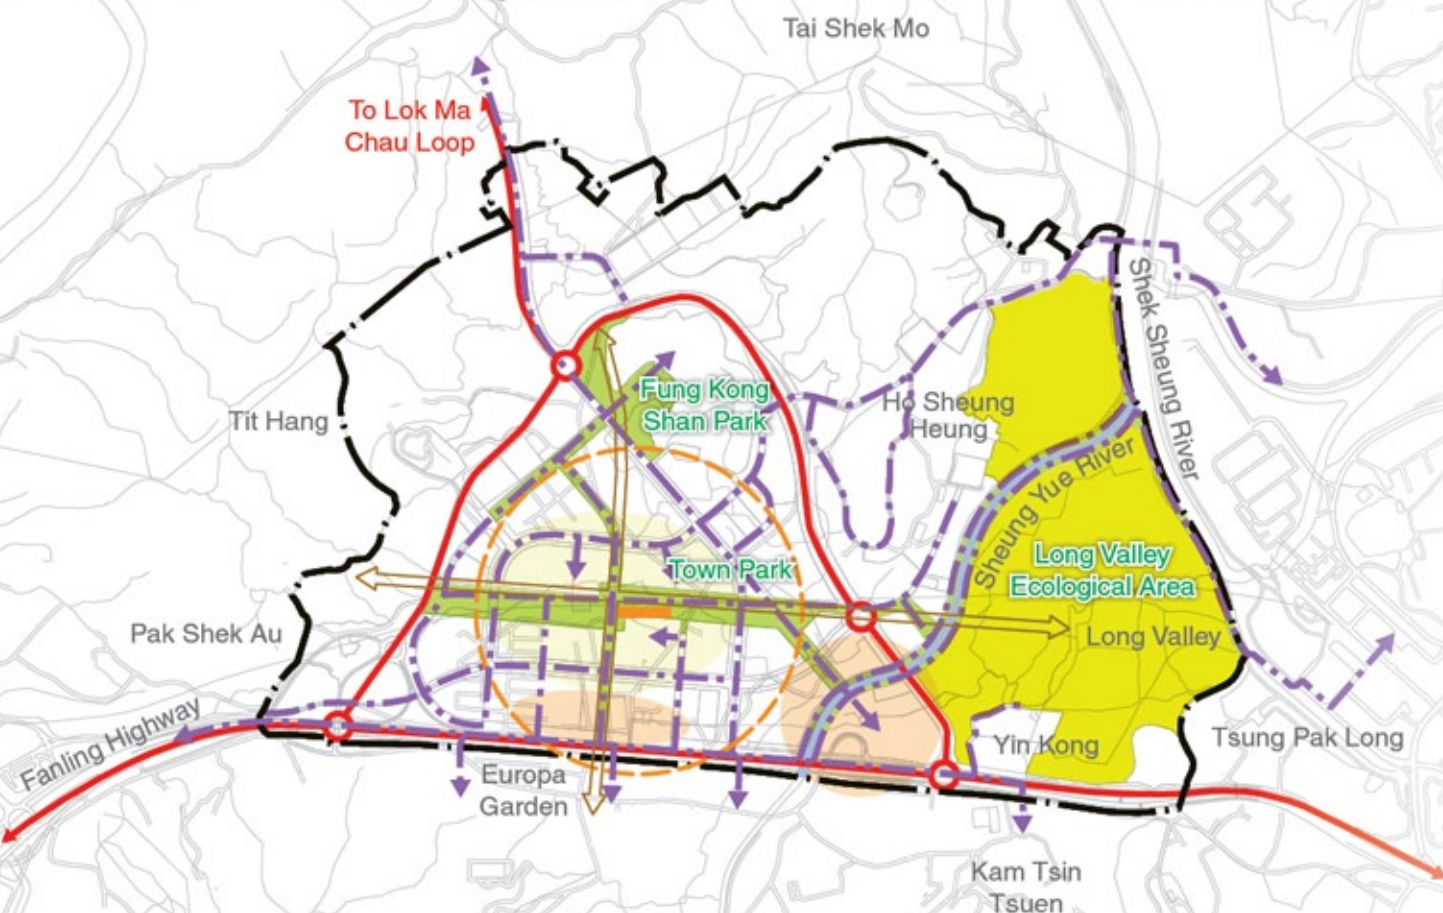 Tai Shek Mo
To Lok Ma
Chau Loop
Shek Sheung River
Fung Kong
Shan Park
Ho Sheung
Heung
Tit Hang
Sheung Yue River
Long Valley
Ecological Area
Town Park
Pak Shek Au
Long Valley
Fanling Highway
Yin Kong
Tsung Pak Long
Europa
Garden
Kam Tsin
Tsuen